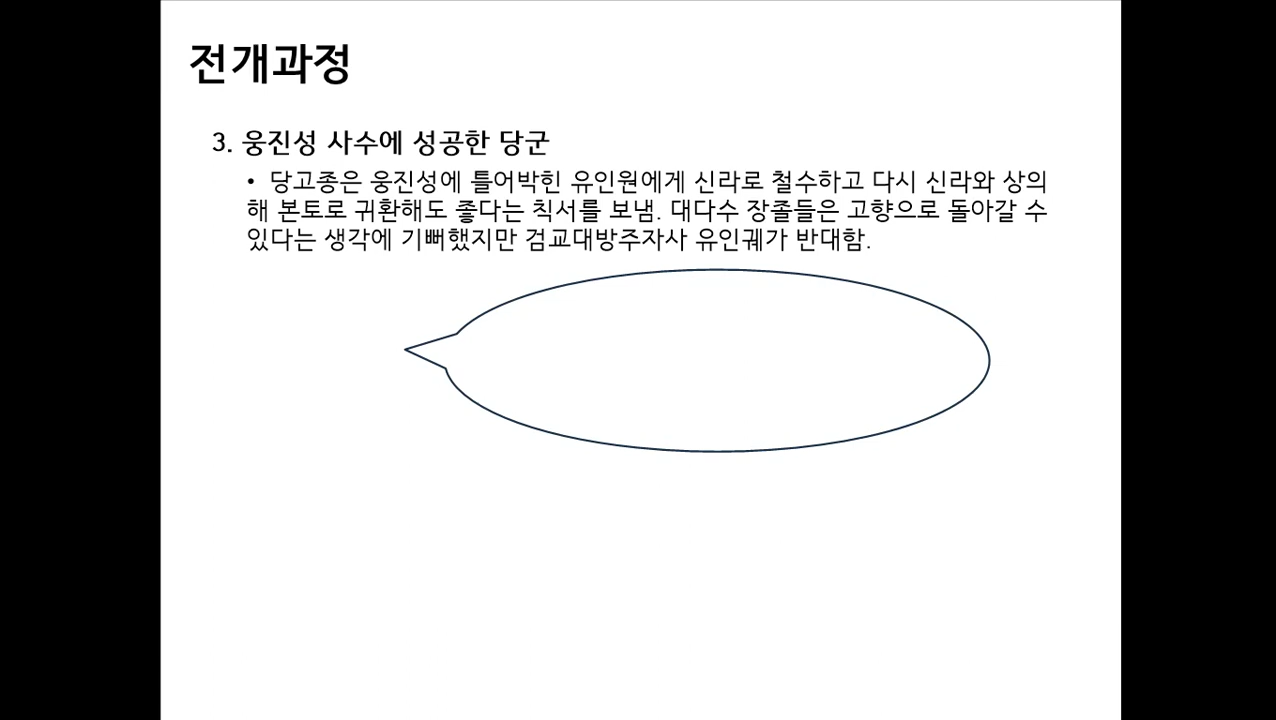 전개과정
3. 웅진성 사수에 성공한 당군
• 당고종은 웅진성에 틀어박힌 유인원에게 신라로 철수하고 다시 신라와 상의
해 본토로 귀환해도 좋다는 칙서를 보냄. 대다수 장졸들은 고향으로 돌아갈 수
있다는 생각에 기뻐했지만 검교대방주자사 유인궤가 반대함.